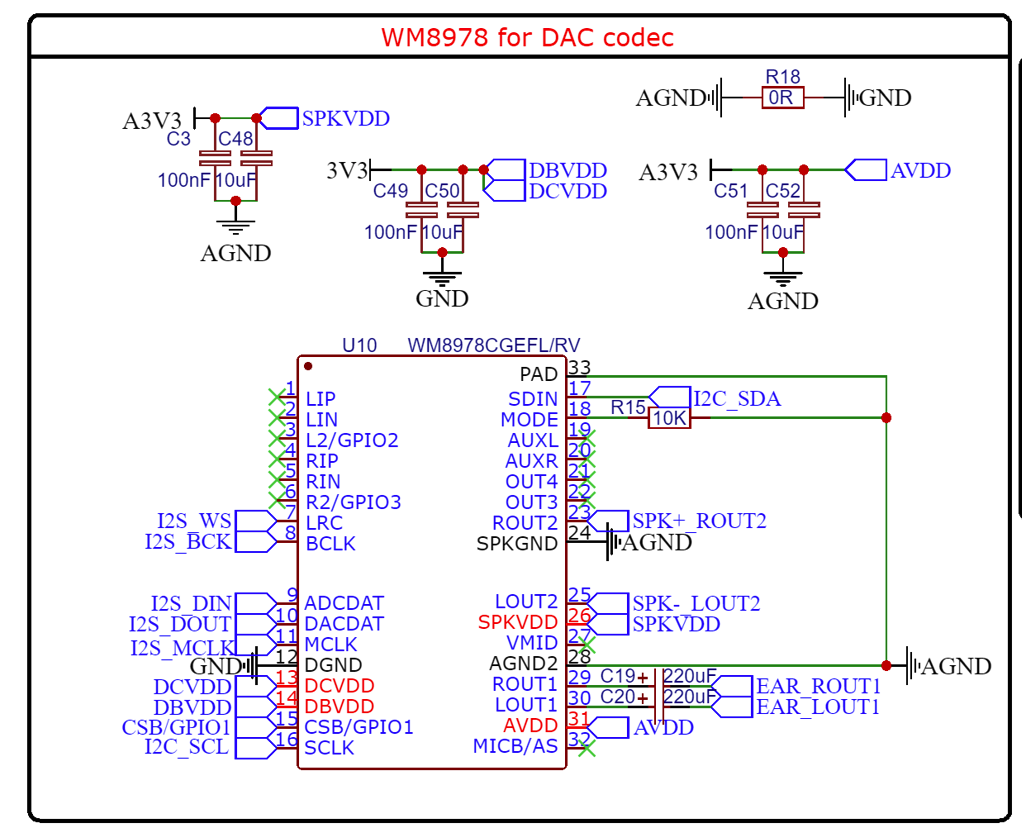 WM8978 for DAC codec
R18
AGND 0R GND
A3V3 SPKVDD
C3 C48
100nF 10uF
AGND
3V3 DBVDD
DCVDD
C49 C50
100nF 10uF
GND
A3V3 AVDD
C51 C52
100nF 10uF
AGND
U10 WM8978CGEFL/RV
PAD 33
1 LIP SDIN 17 I2C_SDA
2 LIN MODE 18 R15 10K
3 L2/GPIO2 AUXL 19
4 RIP AUXR 20
5 RIN OUT4 21
6 R2/GPIO3 OUT3 22
I2S_WS 7 LRC ROUT2 23 SPK+_ROUT2
I2S_BCK 8 BCLK SPKGND 24 AGND
I2S_DIN 9 ADCDAT LOUT2 25 SPK-_LOUT2
I2S_DOUT 10 DACDAT SPKVDD 26 SPKVDD
I2S_MCLK 11 MCLK VMID 27
GND 12 DGND AGND2 28 AGND
DCVDD 13 DCVDD ROUT1 29 C19+ 220uF EAR_ROUT1
DBVDD 14 DBVDD LOUT1 30 C20+ 220uF EAR_LOUT1
CSB/GPIO1 15 CSB/GPIO1 AVDD 31 AVDD
I2C_SCL 16 SCLK MICB/AS 32